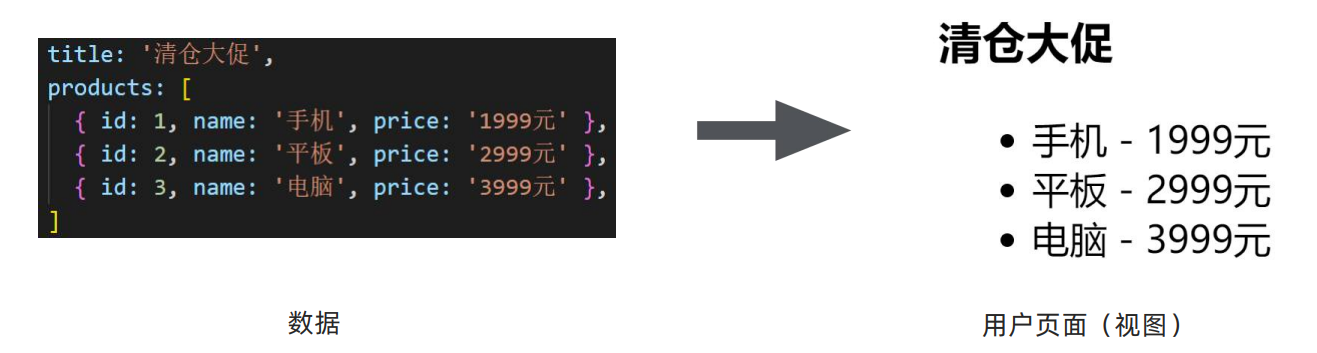 title: '清仓大促',
products: [
  { id: 1, name: '手机', price: '1999元' },
  { id: 2, name: '平板', price: '2999元' },
  { id: 3, name: '电脑', price: '3999元' },
]
数据
清仓大促
• 手机 - 1999元
• 平板 - 2999元
• 电脑 - 3999元
用户页面（视图）